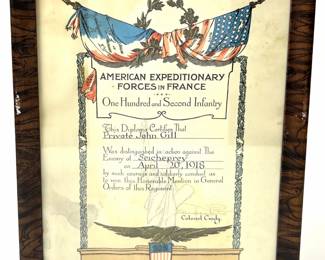 AMERICAN EXPEDITIONARY
FORCES IN FRANCE
One Hundred and Second Infantry
This Diploma Certifies That
Private John Gill
Was distinguished in action against The
Enemy at Seicheprey
on April 20, 1918
by such courage and soldierly conduct as
to won this Honorable Mention in General
Orders of this Regiment
Colonel Comdg